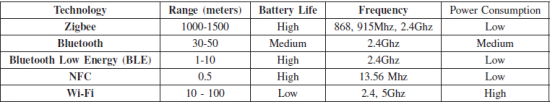 Technology Range (meters) Battery Life Frequency Power Consumption
Zigbee 1000-1500 High 868, 915Mhz, 2.4Ghz Low
Bluetooth 30-50 Medium 2.4Ghz Medium
Bluetooth Low Energy (BLE) 1-10 High 2.4Ghz Low
NFC 0.5 High 13.56 Mhz Low
Wi-Fi 10 - 100 Low 2.4, 5Ghz High